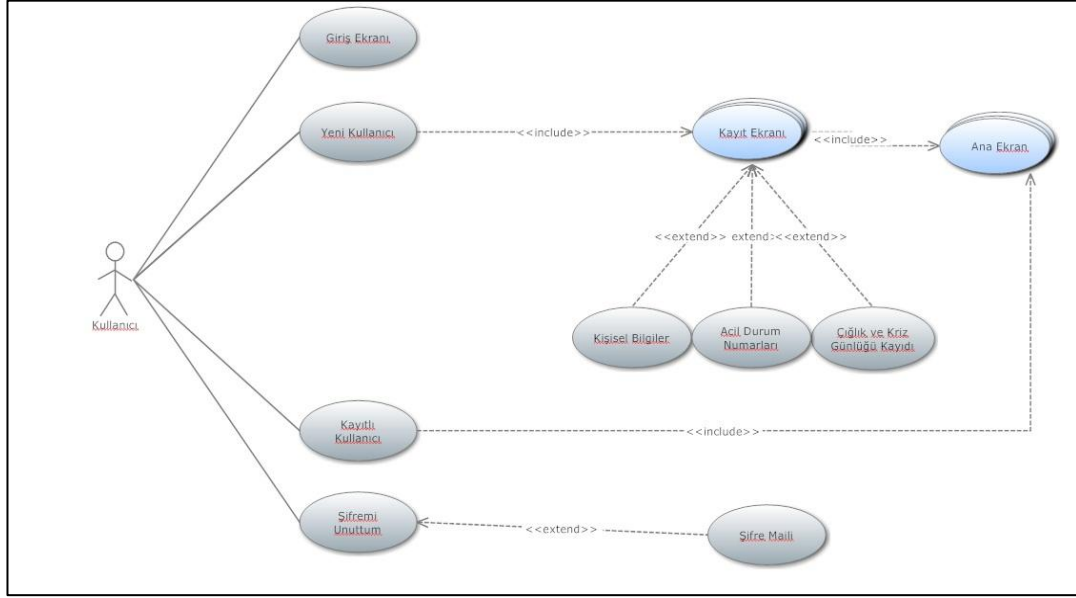 Giriş Ekranı
Yeni Kullanıcı
<<include>>
Kayıt Ekranı
<<include>>
Ana Ekran
<<extend>>
extend>
<<extend>>
Kullanıcı
Kişisel Bilgiler
Acil Durum
Numarları
Çığlık ve Kriz
Günlüğü Kayıdı
Kayıtlı
Kullanıcı
<<include>>
Şifremi
Unuttum
<<extend>>
Şifre Maili